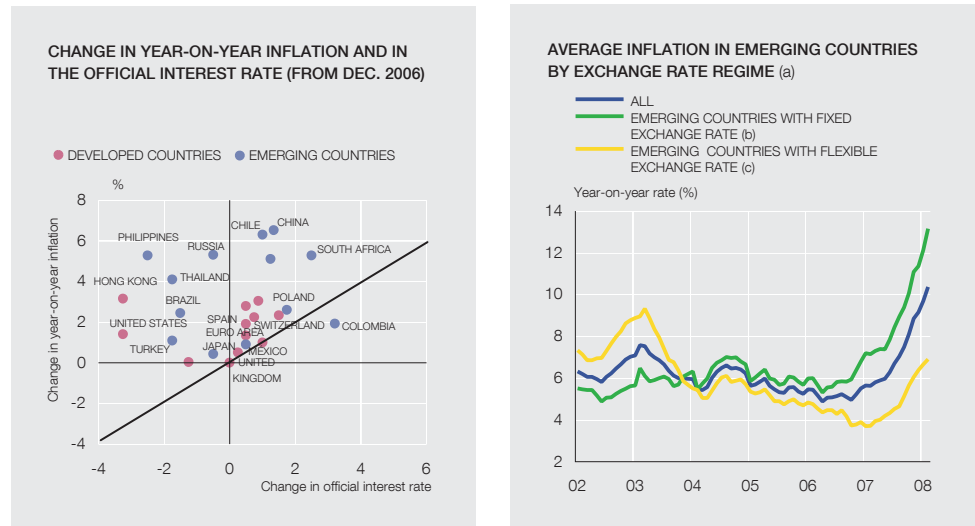 CHANGE IN YEAR-ON-YEAR INFLATION AND IN
THE OFFICIAL INTEREST RATE (FROM DEC. 2006)
DEVELOPED COUNTRIES
EMERGING COUNTRIES
%
Change in year-on-year inflation
8
6
4
2
0
-2
-4
CHILE
CHINA
PHILIPPINES
RUSSIA
SOUTH AFRICA
HONG KONG
THAILAND
BRAZIL
POLAND
UNITED STATES
SPAIN
SWITZERLAND
COLOMBIA
EURO AREA
TURKEY
JAPAN
MEXICO
UNITED
KINGDOM
-4
-2
0
2
4
6
Change in official interest rate
AVERAGE INFLATION IN EMERGING COUNTRIES
BY EXCHANGE RATE REGIME (a)
ALL
EMERGING COUNTRIES WITH FIXED
EXCHANGE RATE (b)
EMERGING COUNTRIES WITH FLEXIBLE
EXCHANGE RATE (c)
Year-on-year rate (%)
14
12
10
8
6
4
2
02
03
04
05
06
07
08